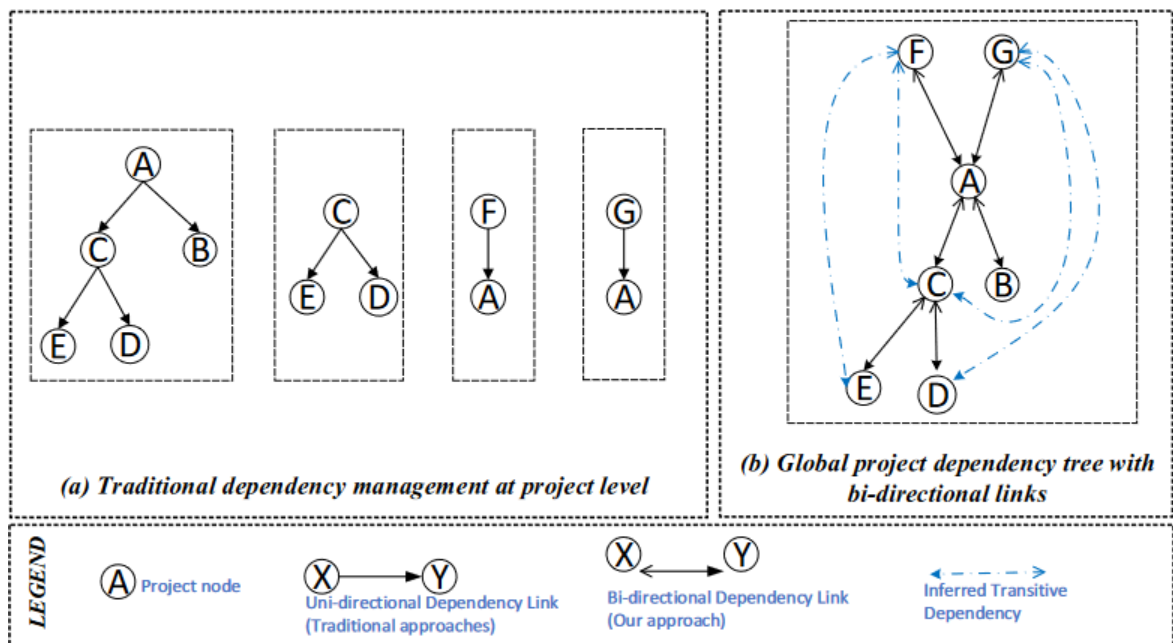 A
C
B
E
D
C
E
D
F
A
G
A
(a) Traditional dependency management at project level
F
G
A
C
B
E
D
(b) Global project dependency tree with
bi-directional links
LEGEND
A
Project node
X
Y
Uni-directional Dependency Link
(Traditional approaches)
X
Y
Bi-directional Dependency Link
(Our approach)
Inferred Transitive
Dependency